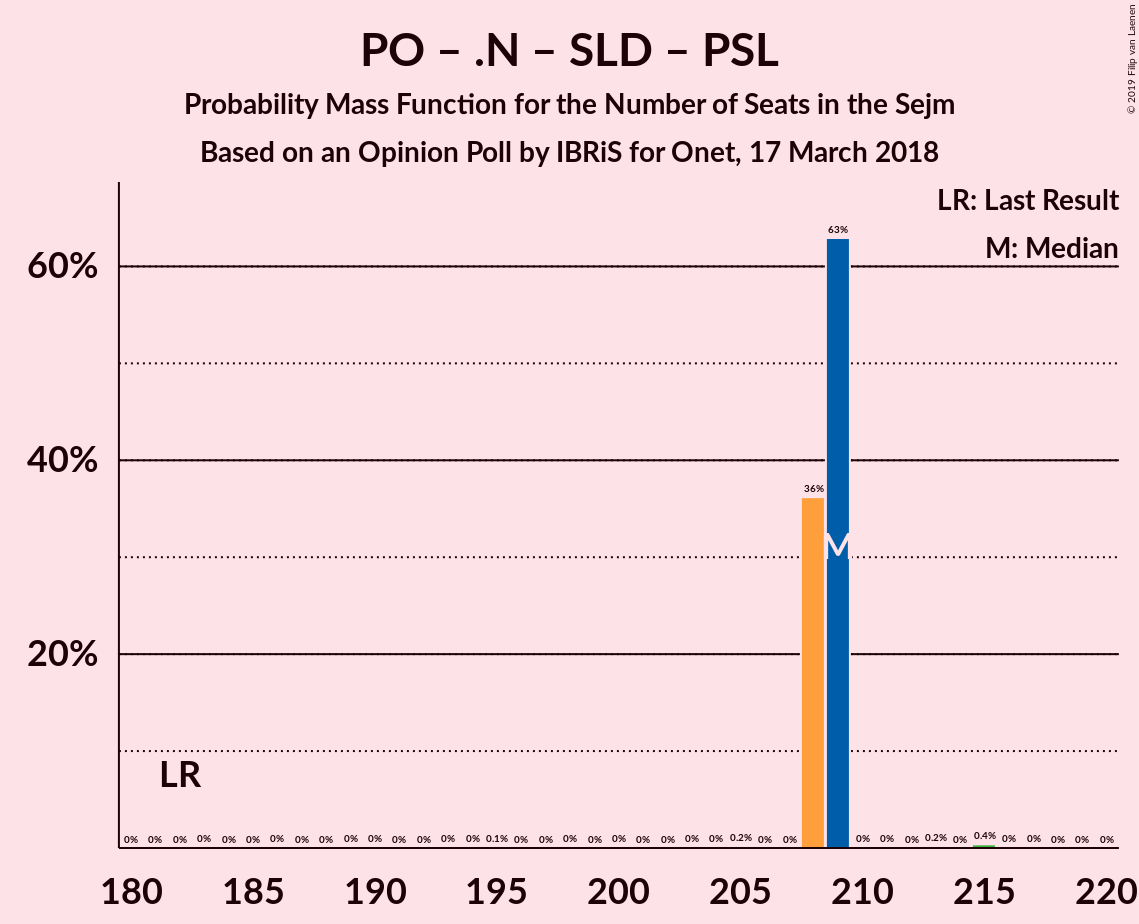 PO – .N – SLD – PSL
Probability Mass Function for the Number of Seats in the Sejm
Based on an Opinion Poll by IBRiS for Onet, 17 March 2018
© 2019 Filip van Laenen
LR: Last Result
M: Median
63%
60%
36%
40%
M
20%
LR
0% 0% 0% 0% 0% 0% 0% 0% 0% 0% 0% 0% 0% 0% 0% 0.1% 0% 0% 0% 0% 0% 0% 0% 0% 0% 0.2% 0% 0% 0% 0% 0% 0.2% 0% 0.4% 0% 0% 0% 0% 0%
180 185 190 195 200 205 210 215 220